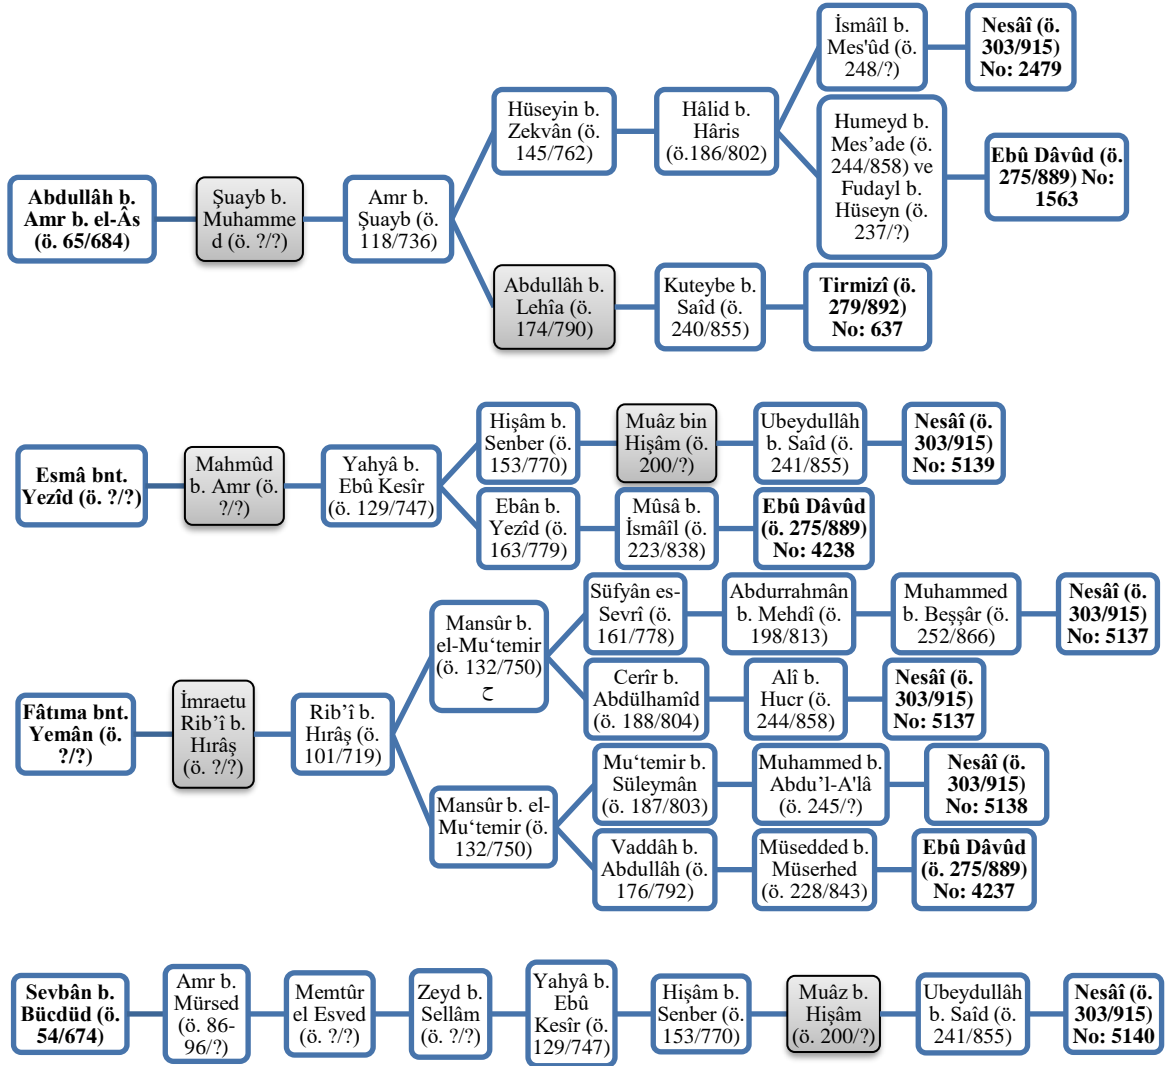 Abdullâh b.
Amr b. el-Âs
(ö. 65/684)
Şuayb b.
Muhamme
d (ö. ?/?)
Amr b.
Şuayb (ö.
118/736)
Hüseyin b.
Zekvân (ö.
145/762)
Hâlid b.
Hâris
(ö.186/802)
İsmâîl b.
Mes'ûd (ö.
248/?)
Nesâî (ö.
303/915)
No: 2479
Humeyd b.
Mes’ade (ö.
244/858) ve
Fudayl b.
Hüseyn (ö.
237/?)
Ebû Dâvûd (ö.
275/889) No:
1563
Abdullâh b.
Lehîa (ö.
174/790)
Kuteybe b.
Saîd (ö.
240/855)
Tirmizî (ö.
279/892)
No: 637
Esmâ bnt.
Yezîd (ö. ?/?)
Mahmûd
b. Amr (ö.
?/?)
Yahyâ b.
Ebû Kesîr
(ö. 129/747)
Hişâm b.
Senber (ö.
153/770)
Muâz bin
Hişâm (ö.
200/?)
Ubeydullâh
b. Saîd (ö.
241/855)
Nesâî (ö.
303/915)
No: 5139
Ebân b.
Yezîd (ö.
163/779)
Mûsâ b.
İsmâîl (ö.
223/838)
Ebû Dâvûd
(ö. 275/889)
No: 4238
Fâtıma bnt.
Yemân (ö.
?/?)
İmraetu
Rib’î b.
Hırâş
(ö. ?/?)
Rib’î b.
Hırâş (ö.
101/719)
Mansûr b.
el-Mu‘temir
(ö. 132/750)
ح
Süfyân es-
Sevrî (ö.
161/778)
Abdurrahmân
b. Mehdî (ö.
198/813)
Muhammed
b. Beşşâr (ö.
252/866)
Nesâî (ö.
303/915)
No: 5137
Cerîr b.
Abdülhamîd
(ö. 188/804)
Alî b.
Hucr (ö.
244/858)
Nesâî (ö.
303/915)
No: 5137
Mansûr b. el-
Mu‘temir (ö.
132/750)
Mu‘temir b.
Süleymân
(ö. 187/803)
Muhammed b.
Abdu’l-A'lâ
(ö. 245/?)
Nesâî (ö.
303/915)
No: 5138
Vaddâh b.
Abdullâh (ö.
176/792)
Müsedded b.
Müserhed
(ö. 228/843)
Ebû Dâvûd
(ö. 275/889)
No: 4237
Sevbân b.
Bücdüd (ö.
54/674)
Amr b.
Mürsed
(ö. 86-
96/?)
Memtûr
el Esved
(ö. ?/?)
Zeyd b.
Sellâm
(ö. ?/?)
Yahyâ b.
Ebû
Kesîr (ö.
129/747)
Hişâm b.
Senber (ö.
153/770)
Muâz b.
Hişâm
(ö. 200/?)
Ubeydullâh
b. Saîd (ö.
241/855)
Nesâî (ö.
303/915)
No: 5140